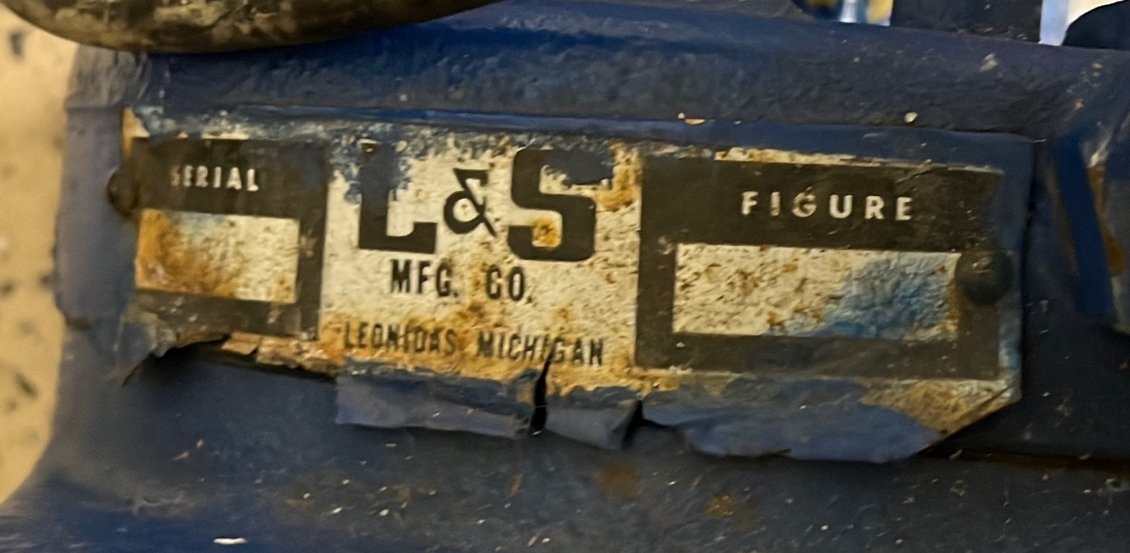 SERIAL
L & S
MFG. CO.
LEONIDAS, MICHIGAN
FIGURE